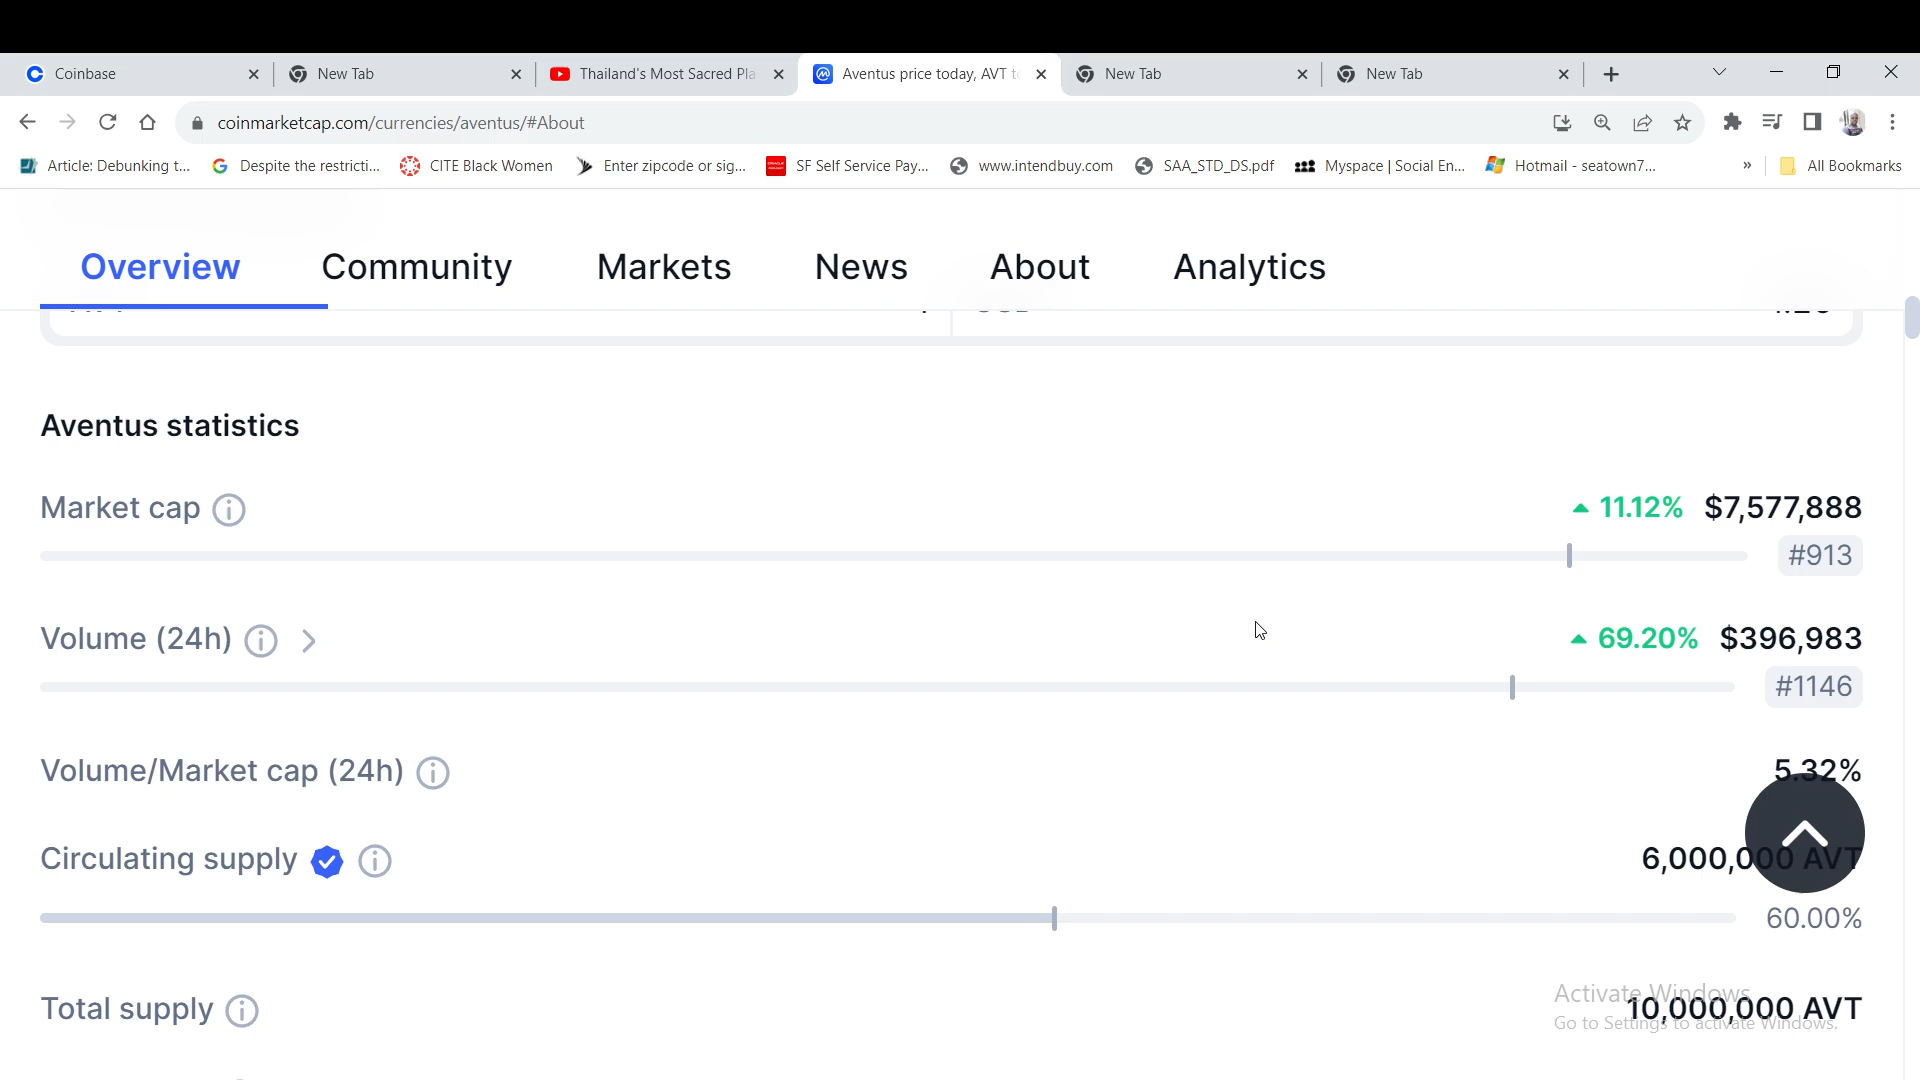 Coinbase
New Tab
Thailand's Most Sacred Pla
Aventus price today, AVT to
New Tab
New Tab
coinmarketcap.com/currencies/aventus/#About
Article: Debunking t...
Despite the restricti...
CITE Black Women
Enter zipcode or sig...
SF Self Service Pay...
www.intendbuy.com
SAA_STD_DS.pdf
Myspace | Social En...
Hotmail - seatown7...
»
All Bookmarks
Overview
Community
Markets
News
About
Analytics
Aventus statistics
Market cap
11.12% $7,577,888
#913
Volume (24h)
69.20% $396,983
#1146
Volume/Market cap (24h)
5.32%
Circulating supply
6,000,000 AVT
60.00%
Total supply
10,000,000 AVT
Activate Windows
Go to Settings to activate Windows.